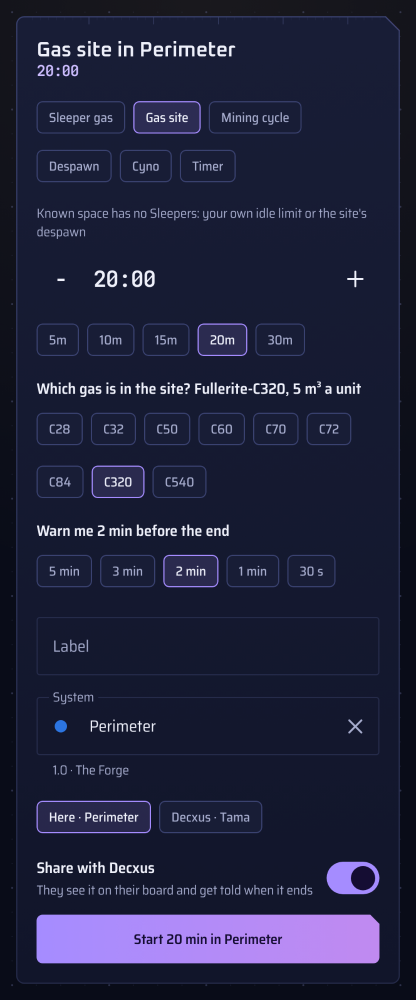 Gas site in Perimeter
20:00
Sleeper gas Gas site Mining cycle
Despawn Cyno Timer
Known space has no Sleepers: your own idle limit or the site's
despawn
- 20:00 +
5m 10m 15m 20m 30m
Which gas is in the site? Fullerite-C320, 5 m³ a unit
C28 C32 C50 C60 C70 C72
C84 C320 C540
Warn me 2 min before the end
5 min 3 min 2 min 1 min 30 s
Label
System
Perimeter
1.0 · The Forge
Here · Perimeter Decxus · Tama
Share with Decxus
They see it on their board and get told when it ends
Start 20 min in Perimeter